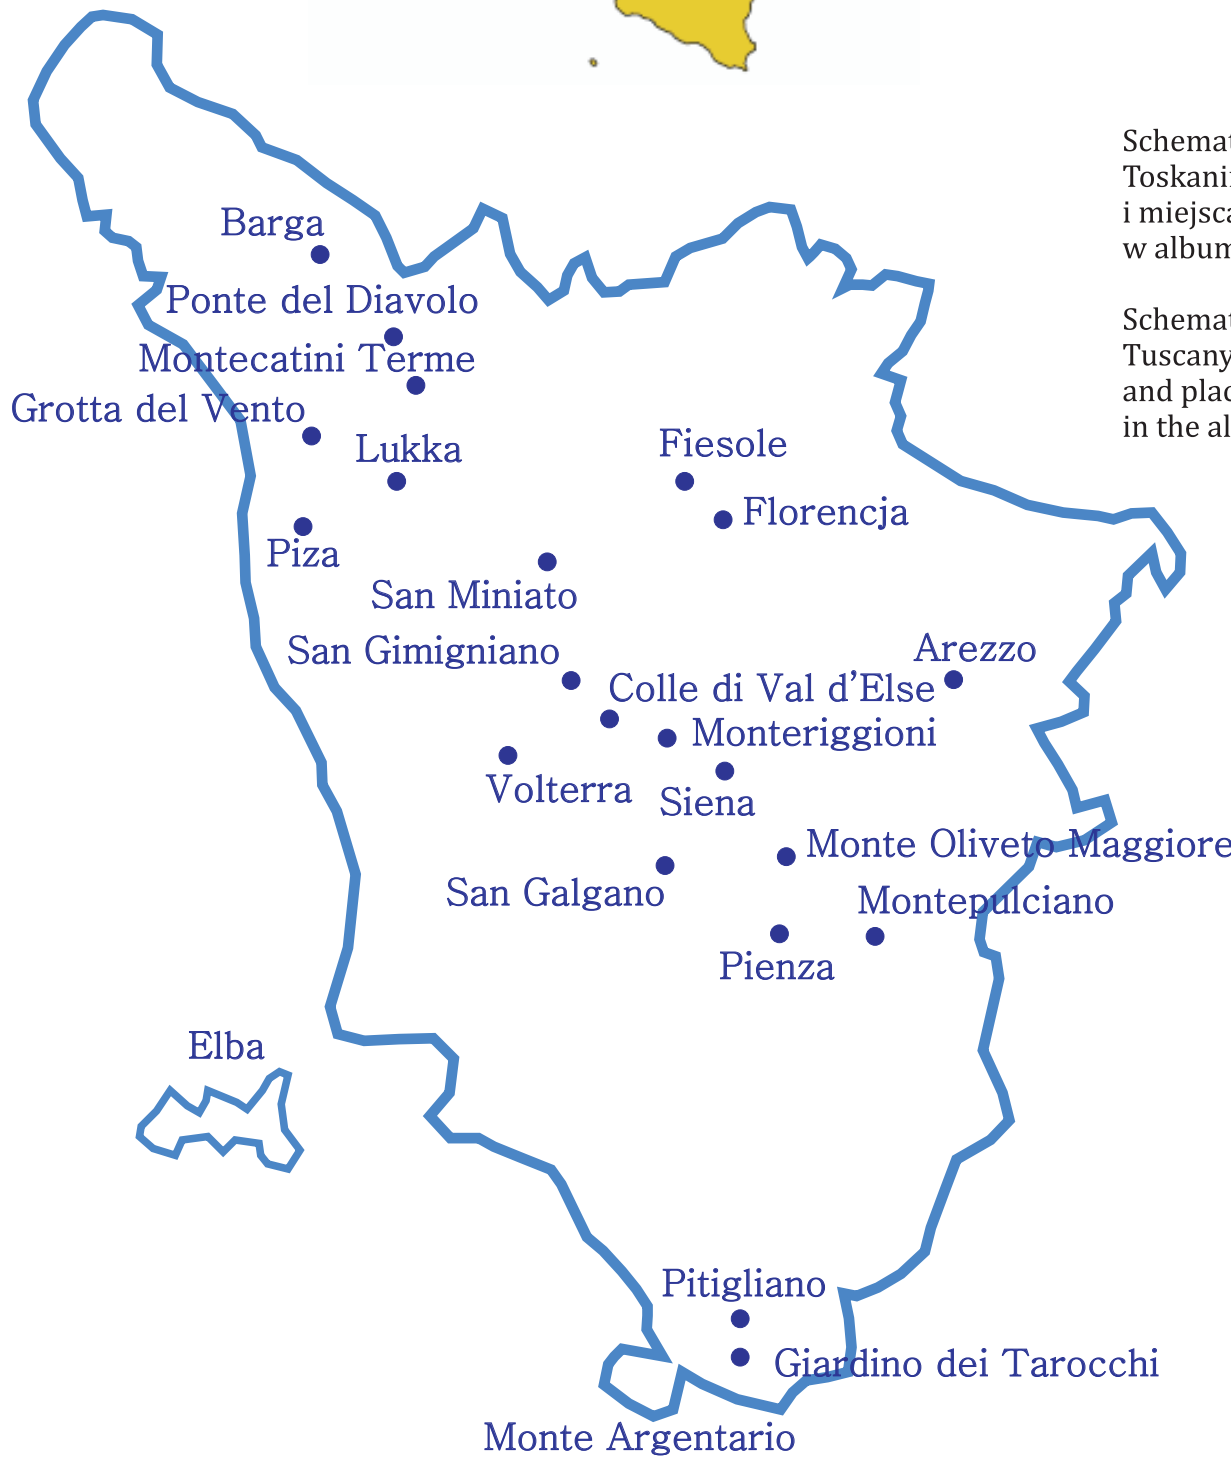 Schemat
Toskanii
i miejsca
w album
Schemat
Tuscany
and plac
in the al
Barga
Ponte del Diavolo
Montecatini Terme
Grotta del Vento
Lukka
Fiesole
Florencja
Piza
San Miniato
San Gimigniano
Arezzo
Colle di Val d'Else
Monteriggioni
Volterra
Siena
Monte Oliveto Maggiore
San Galgano
Montepulciano
Pienza
Elba
Pitigliano
Giardino dei Tarocchi
Monte Argentario